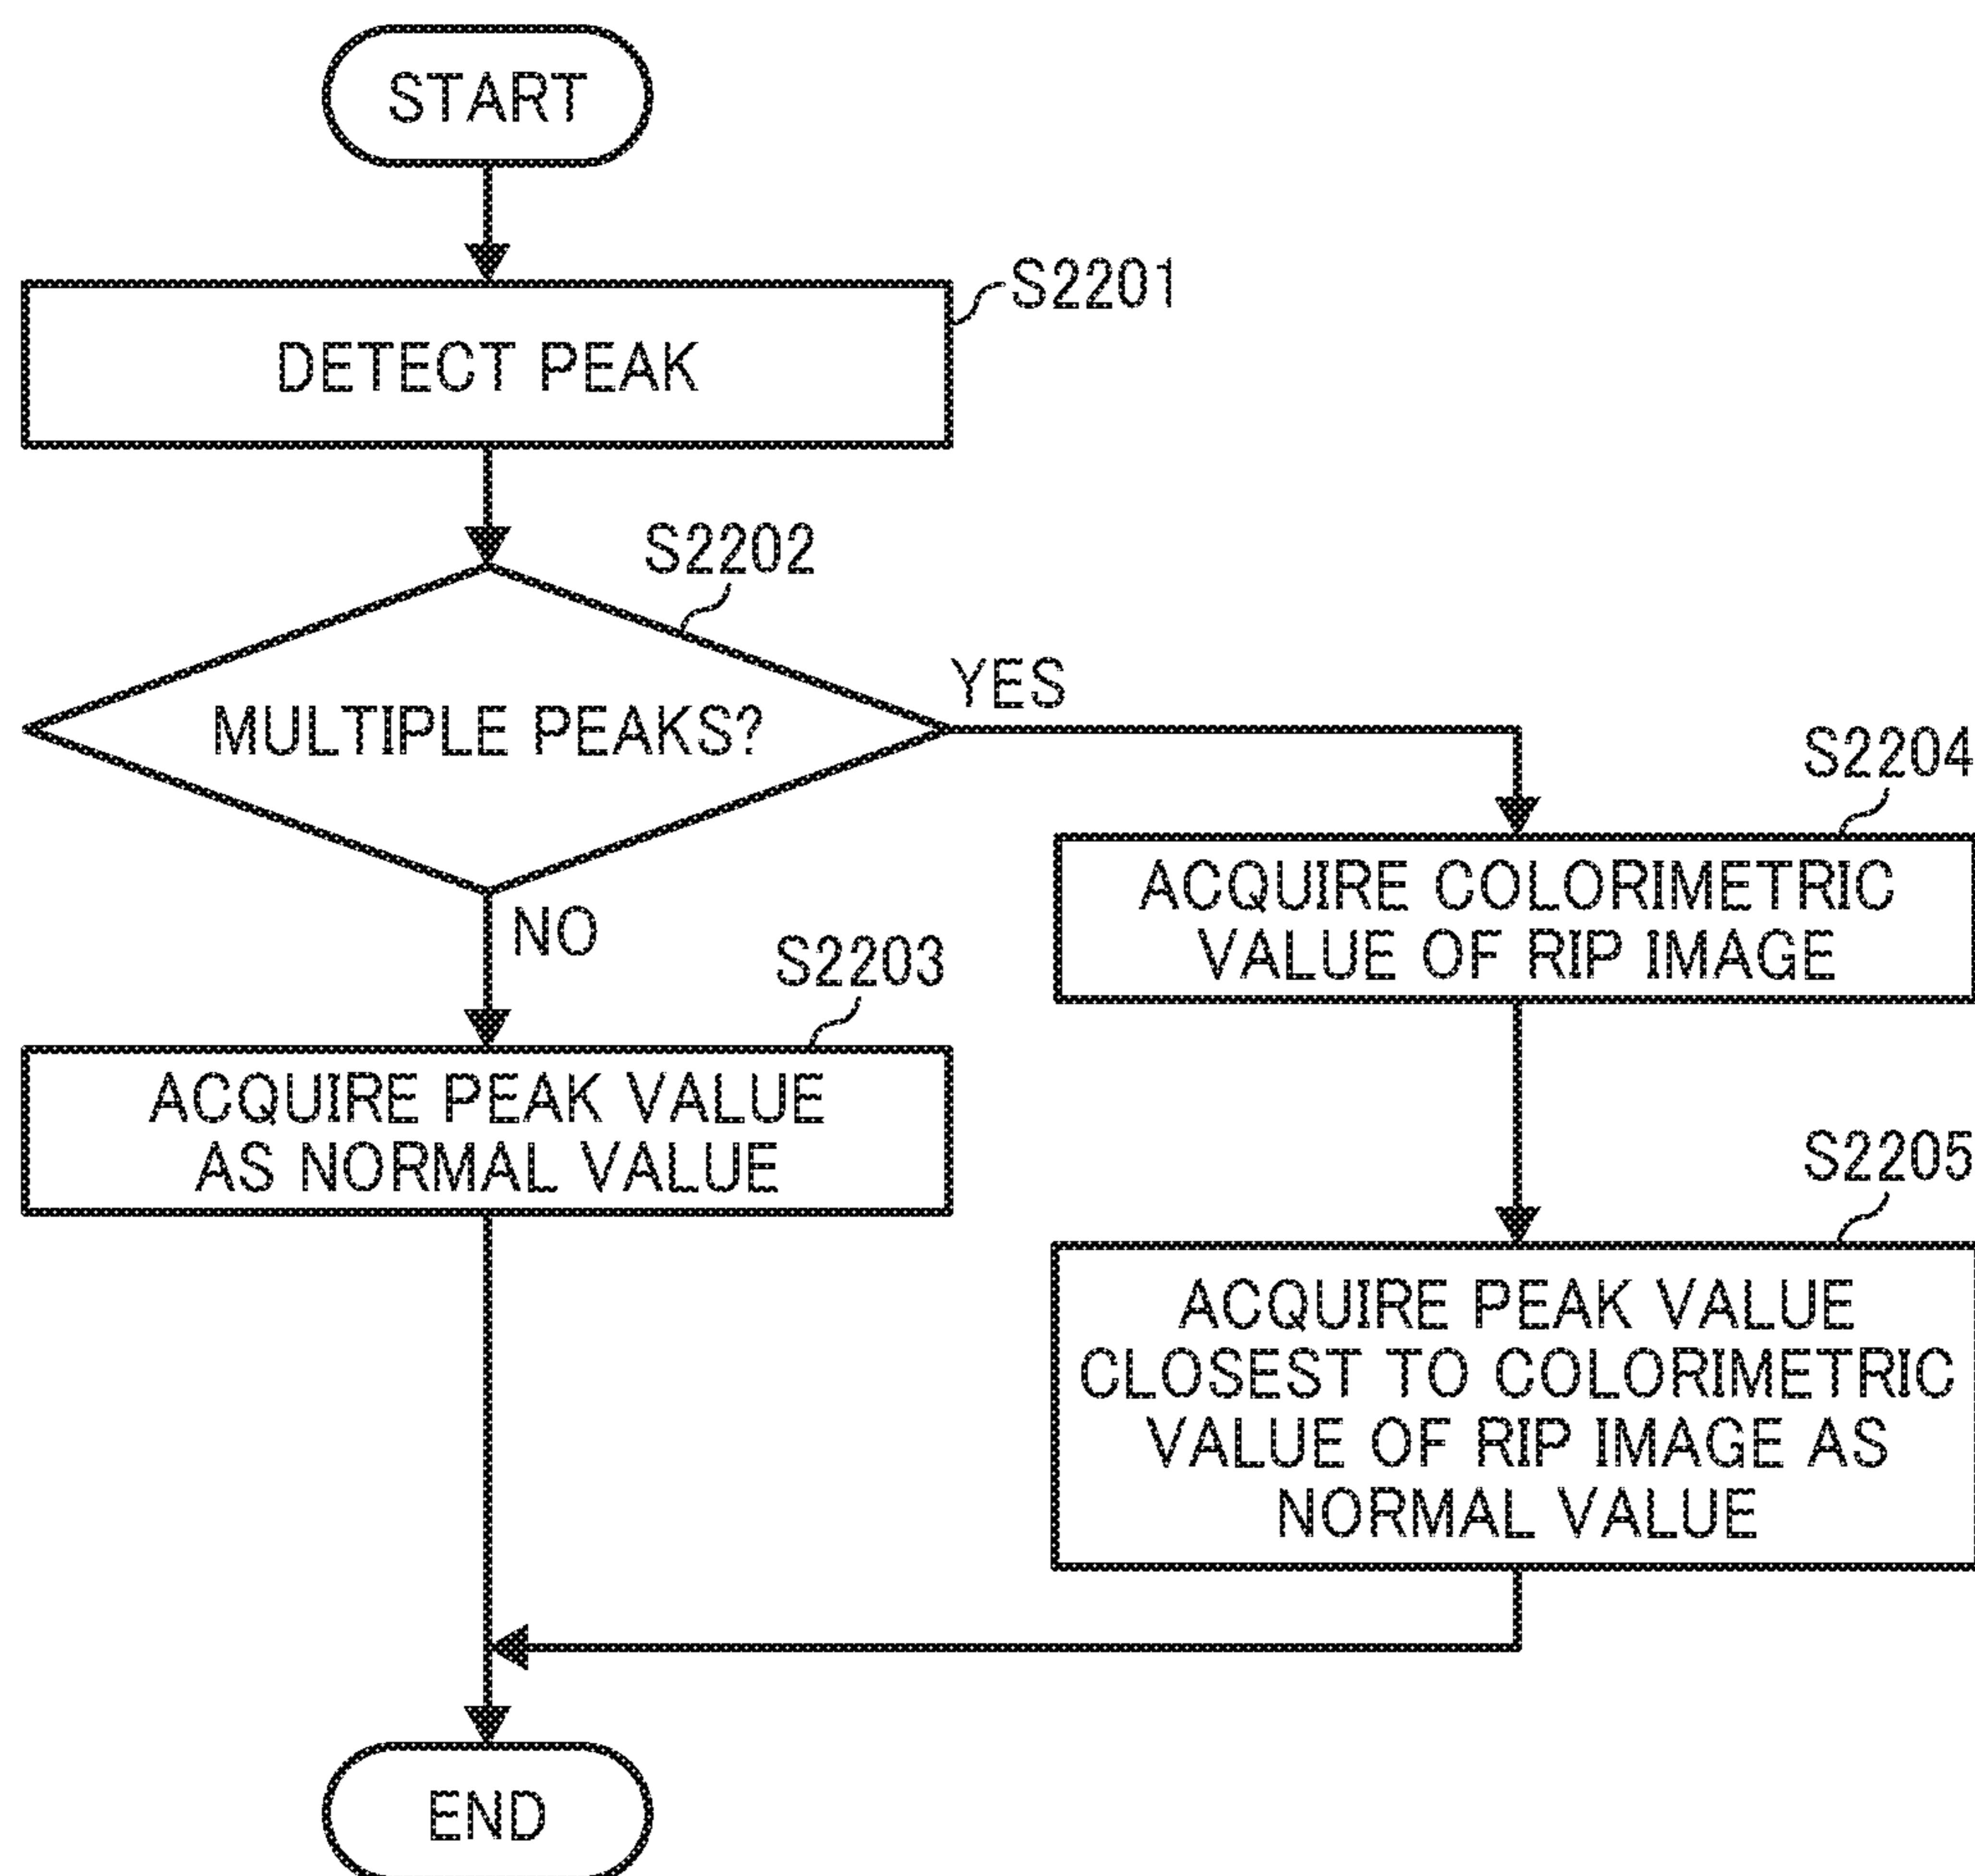 START
S2201
DETECT PEAK
S2202
MULTIPLE PEAKS?
YES
NO
S2203
ACQUIRE PEAK VALUE
AS NORMAL VALUE
S2204
ACQUIRE COLORIMETRIC
VALUE OF RIP IMAGE
S2205
ACQUIRE PEAK VALUE
CLOSEST TO COLORIMETRIC
VALUE OF RIP IMAGE AS
NORMAL VALUE
END